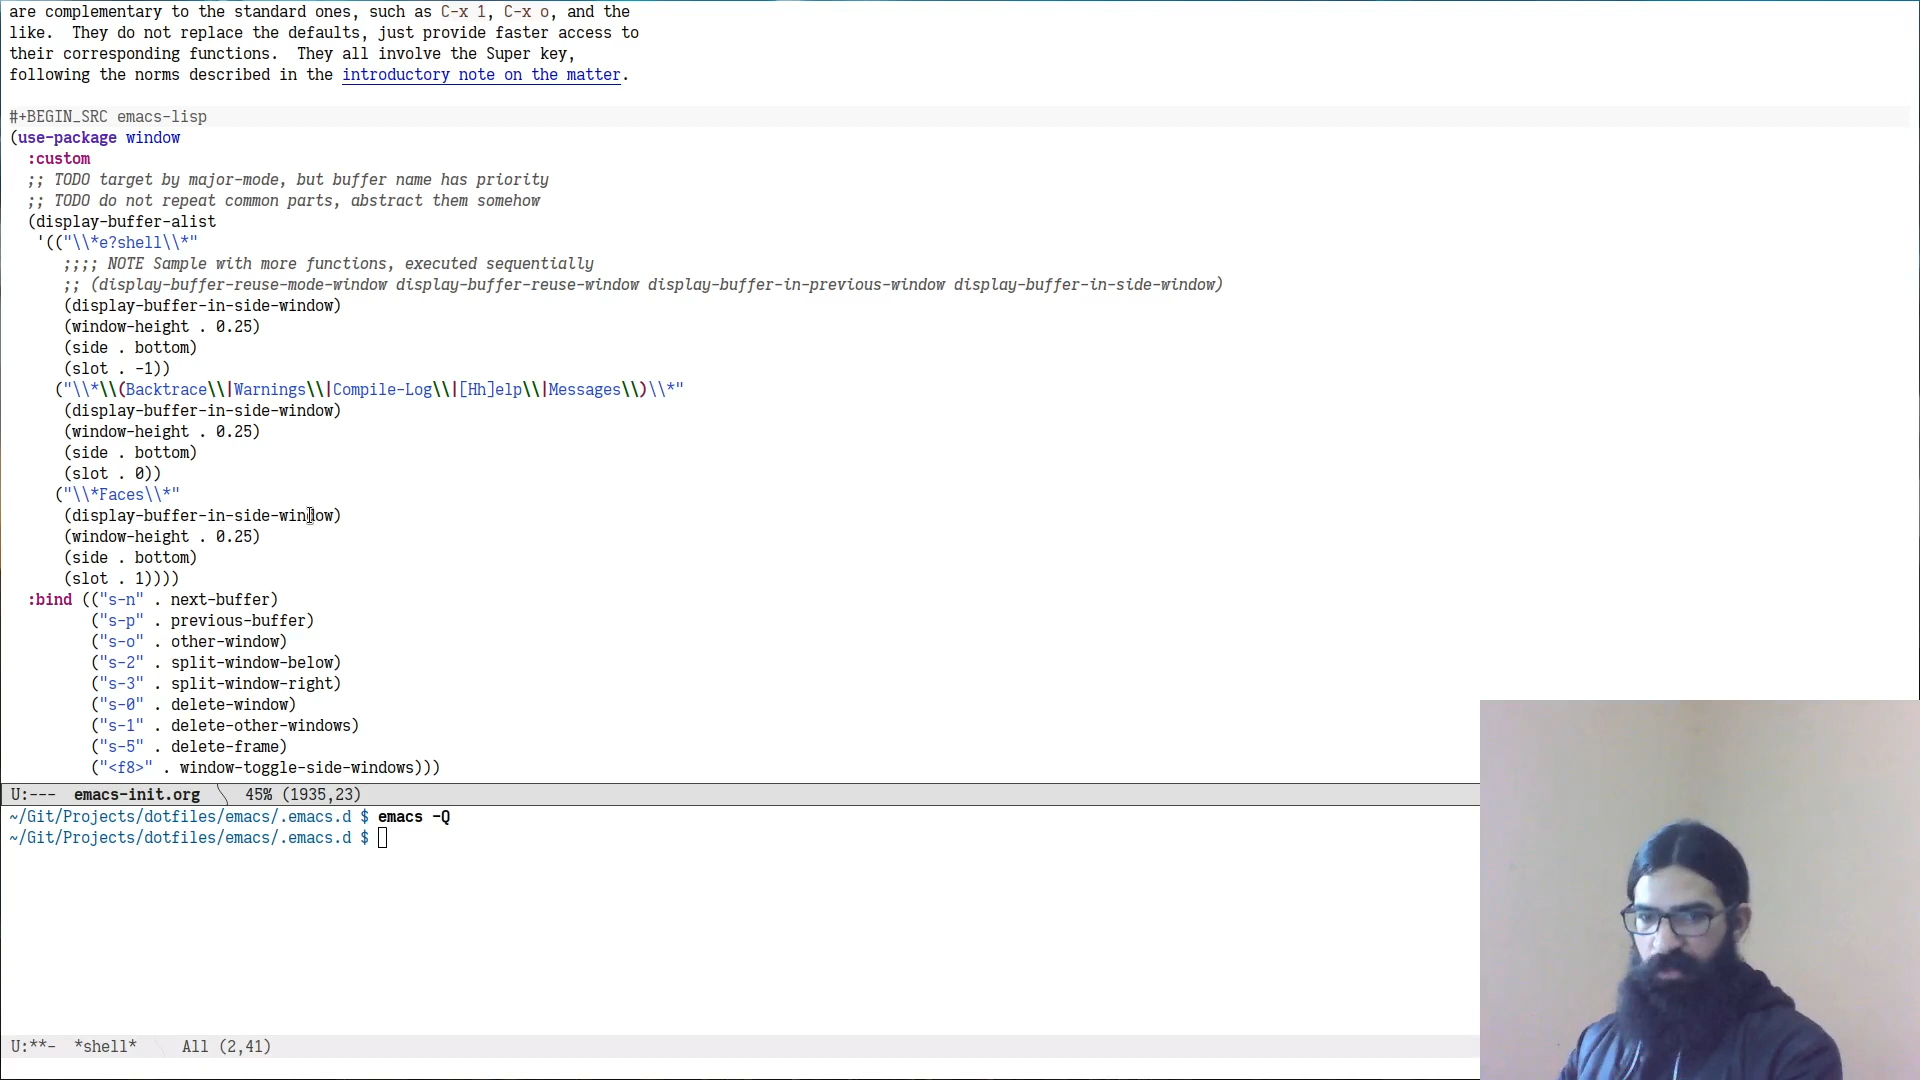 are complementary to the standard ones, such as C-x 1, C-x o, and the
like.  They do not replace the defaults, just provide faster access to
their corresponding functions.  They all involve the Super key,
following the norms described in the introductory note on the matter.

#+BEGIN_SRC emacs-lisp
(use-package window
  :custom
  ;; TODO target by major-mode, but buffer name has priority
  ;; TODO do not repeat common parts, abstract them somehow
  (display-buffer-alist
   '(("\\*e?shell\\*"
      ;;;; NOTE Sample with more functions, executed sequentially
      ;; (display-buffer-reuse-mode-window display-buffer-reuse-window display-buffer-in-previous-window display-buffer-in-side-window)
      (display-buffer-in-side-window)
      (window-height . 0.25)
      (side . bottom)
      (slot . -1))
     ("\\*\\(Backtrace\\|Warnings\\|Compile-Log\\|[Hh]elp\\|Messages\\)\\*"
      (display-buffer-in-side-window)
      (window-height . 0.25)
      (side . bottom)
      (slot . 0))
     ("\\*Faces\\*"
      (display-buffer-in-side-window)
      (window-height . 0.25)
      (side . bottom)
      (slot . 1))))
  :bind (("s-n" . next-buffer)
         ("s-p" . previous-buffer)
         ("s-o" . other-window)
         ("s-2" . split-window-below)
         ("s-3" . split-window-right)
         ("s-0" . delete-window)
         ("s-1" . delete-other-windows)
         ("s-5" . delete-frame)
         ("<f8>" . window-toggle-side-windows)))
U:---  emacs-init.org  45% (1935,23)
~/Git/Projects/dotfiles/emacs/.emacs.d $ emacs -Q
~/Git/Projects/dotfiles/emacs/.emacs.d $
U:**-  *shell*  All (2,41)